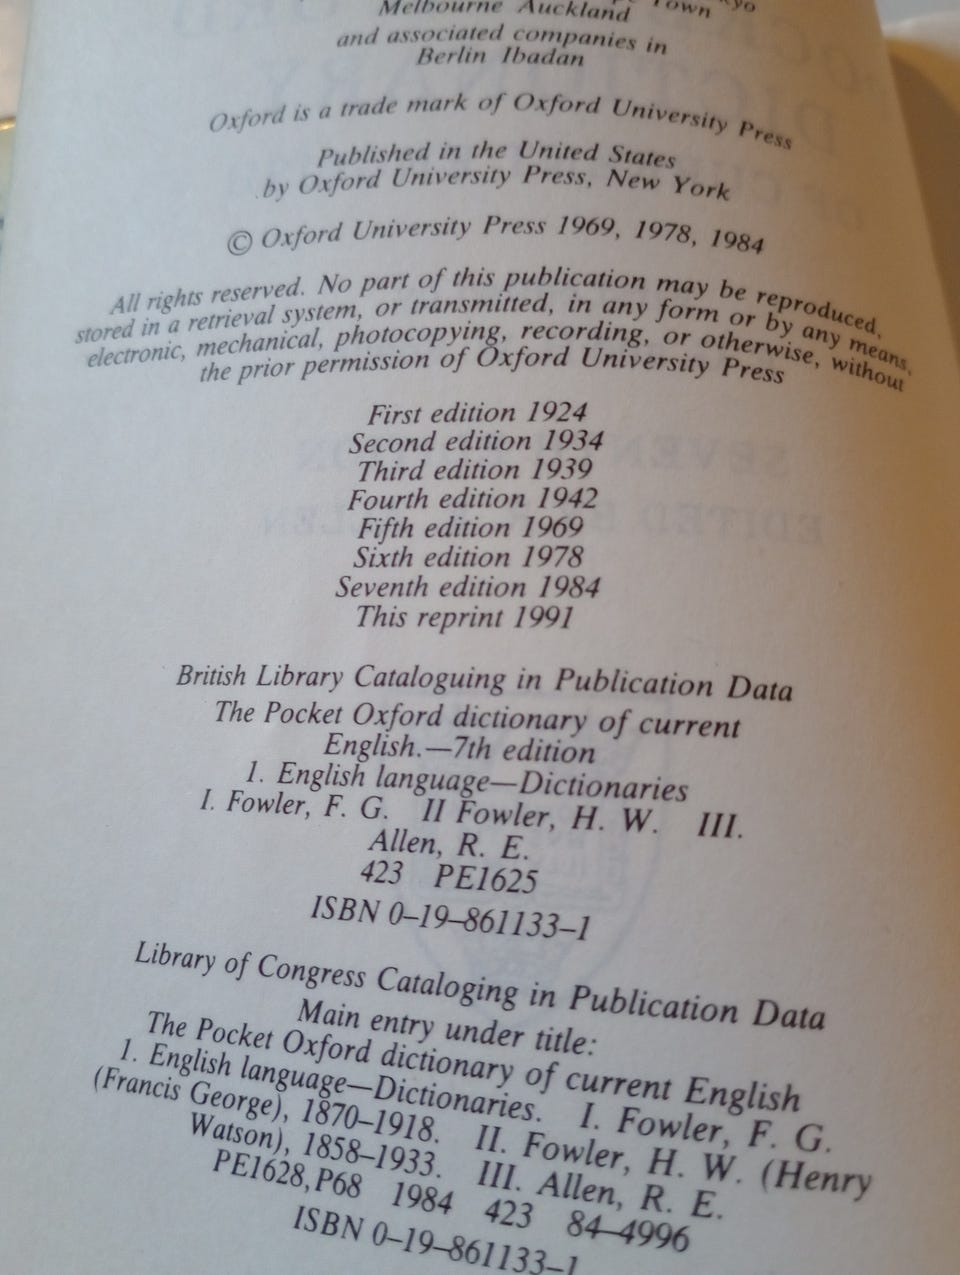 Town
Melbourne Auckland
and associated companies in
Berlin Ibadan
Oxford is a trade mark of Oxford University Press
Published in the United States
by Oxford University Press, New York
© Oxford University Press 1969, 1978, 1984
All rights reserved. No part of this publication may be reproduced,
stored in a retrieval system, or transmitted, in any form or by any means,
electronic, mechanical, photocopying, recording, or otherwise, without
the prior permission of Oxford University Press
First edition 1924
Second edition 1934
Third edition 1939
Fourth edition 1942
Fifth edition 1969
Sixth edition 1978
Seventh edition 1984
This reprint 1991
British Library Cataloguing in Publication Data
The Pocket Oxford dictionary of current
English.—7th edition
1. English language—Dictionaries
I. Fowler, F. G. II Fowler, H. W. III.
Allen, R. E.
423 PE1625
ISBN 0–19–861133–1
Library of Congress Cataloging in Publication Data
Main entry under title:
The Pocket Oxford dictionary of current English
1. English language—Dictionaries. I. Fowler, F. G.
(Francis George), 1870–1918. II. Fowler, H. W. (Henry
Watson), 1858–1933. III. Allen, R. E.
PE1628, P68 1984 423 84–4996
ISBN 0–19–861133–1